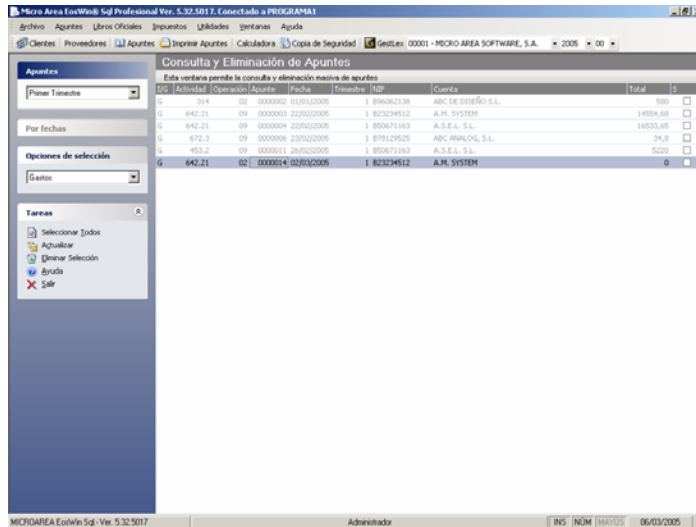 Micro Area EosWin® Sql Profesional Ver. 5.32.5017. Conectado a PROGRAMA1
Archivo Apuntes Libros Oficiales Impuestos Utilidades Ventanas Ayuda
Clientes Proveedores Apuntes Imprimir Apuntes Calculadora Copia de Seguridad GestLex 00001 - MICRO AREA SOFTWARE, S.A. 2005 00
Apuntes
Primer Trimestre
Por fechas
Opciones de selección
Gastos
Tareas
Seleccionar Todos
Actualizar
Eliminar Selección
Ayuda
Salir
Consulta y Eliminación de Apuntes
Esta ventana permite la consulta y eliminación masiva de apuntes
I/G Actividad Operación Apunte Fecha Trimestre NIF Cuenta Total S
G 314 02 0000002 01/01/2005 1 B96062138 ABC DE DISEÑO S.L. 580
G 642.21 09 0000003 22/02/2005 1 B23234512 A.M. SYSTEM 14554,68
G 642.21 09 0000004 22/02/2005 1 B50671163 A.S.E.L. S.L. 16533,65
G 672.3 09 0000006 23/02/2005 1 B78129525 ABC ANALOG, S.L. 34,8
G 453.2 09 0000011 26/02/2005 1 B50671163 A.S.E.L. S.L. 5220
G 642.21 02 0000014 02/03/2005 1 B23234512 A.M. SYSTEM 0
MICROAREA EosWin Sql - Ver. 5.32.5017 Administrador INS NÚM MAYÚS 06/03/2005